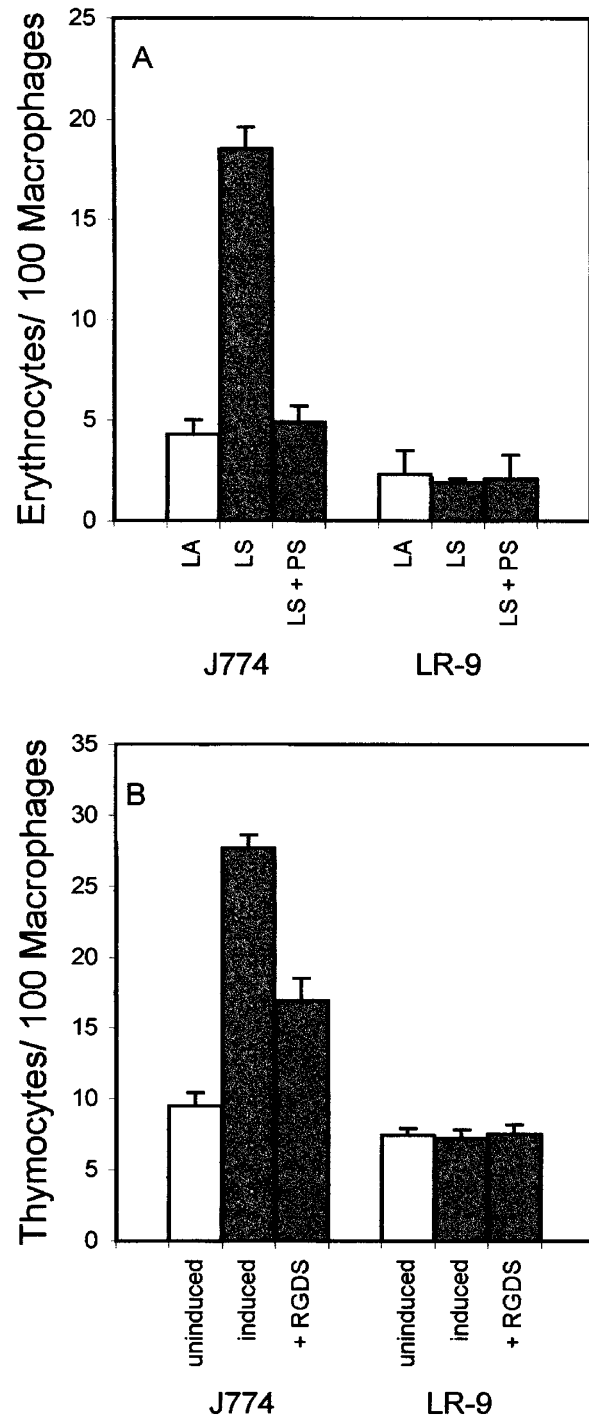 A
Erythrocytes/ 100 Macrophages
25
20
15
10
5
0
LA
LS
LS + PS
LA
LS
LS + PS
J774
LR-9
B
Thymocytes/ 100 Macrophages
35
30
25
20
15
10
5
0
uninduced
induced
+ RGDS
uninduced
induced
+ RGDS
J774
LR-9